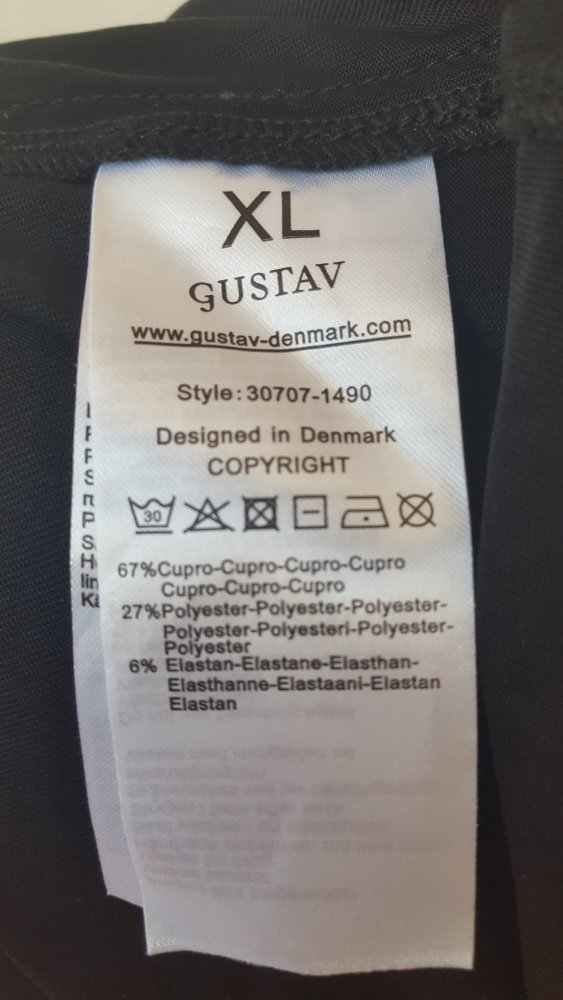 XL
GUSTAV
www.gustav-denmark.com
Style:30707-1490
Designed in Denmark
COPYRIGHT
30
67%Cupro-Cupro-Cupro-Cupro
Cupro-Cupro-Cupro
27%Polyester-Polyester-Polyester-
Polyester-Polyesteri-Polyester-
Polyester
6% Elastan-Elastane-Elasthan-
Elasthanne-Elastaani-Elastan
Elastan